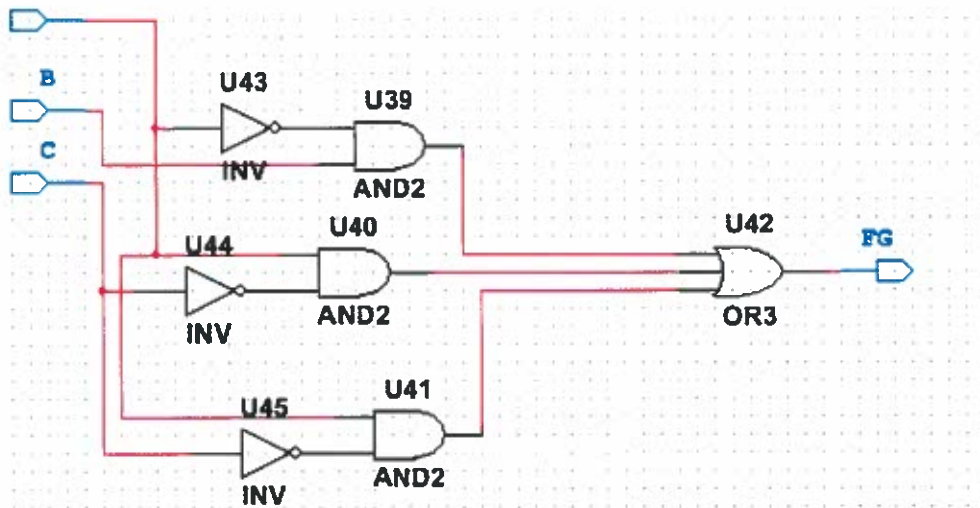 B
U43
U39
C
INV
AND2
U40
U42
U44
FG
AND2
INV
OR3
U41
U45
AND2
INV